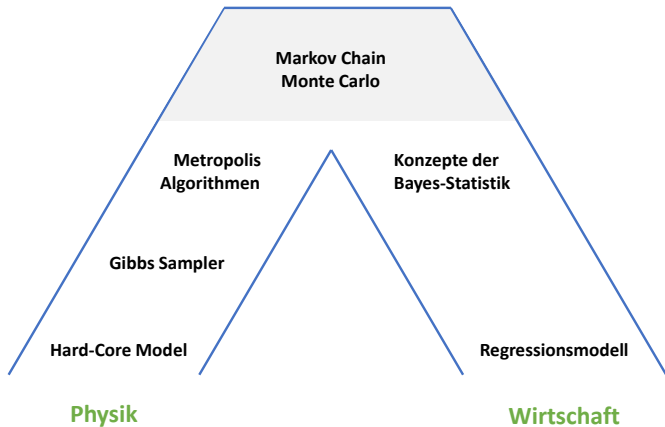 Markov Chain
Monte Carlo
Metropolis
Algorithmen
Konzepte der
Bayes-Statistik
Gibbs Sampler
Hard-Core Model
Regressionsmodell
Physik
Wirtschaft